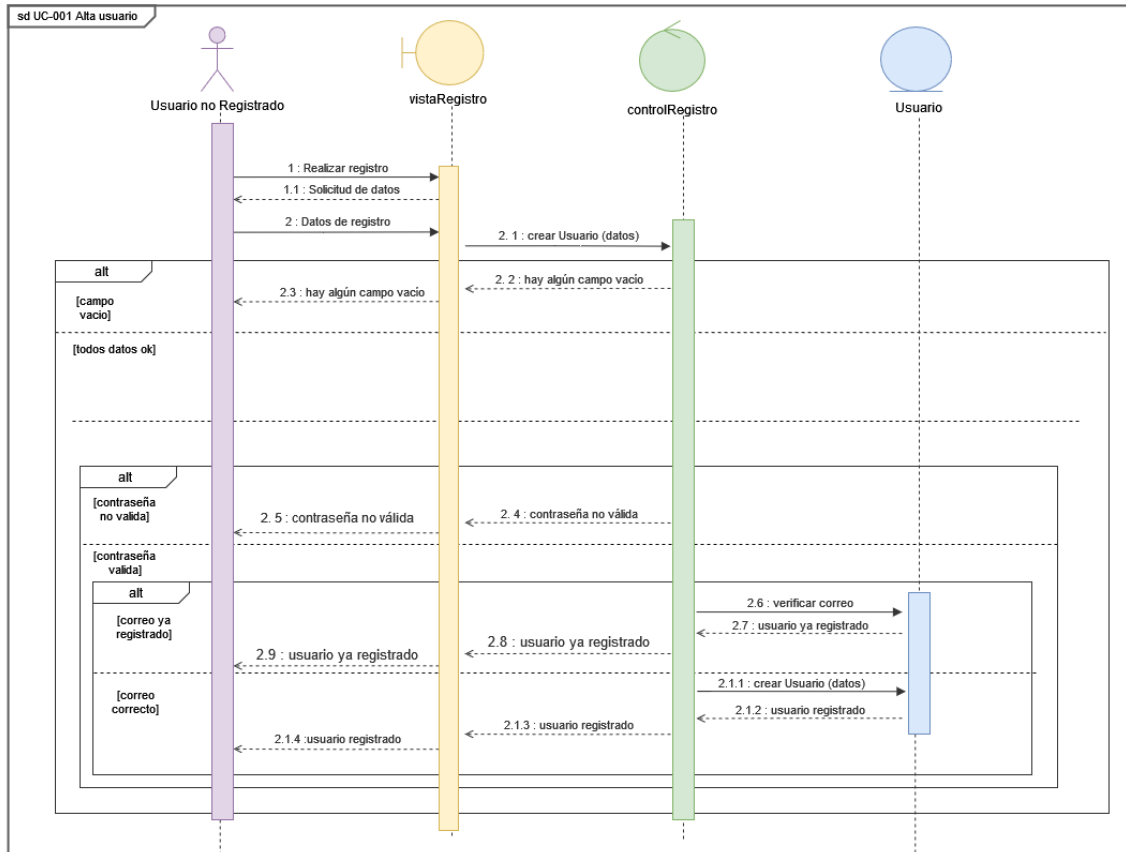 sd UC-001 Alta usuario
Usuario no Registrado
vistaRegistro
controlRegistro
Usuario
1 : Realizar registro
1.1 : Solicitud de datos
2 : Datos de registro
2. 1 : crear Usuario (datos)
alt
[campo
vacio]
2. 2 : hay algún campo vacío
2.3 : hay algún campo vacío
[todos datos ok]
alt
[contraseña
no valida]
2. 4 : contraseña no válida
2. 5 : contraseña no válida
[contraseña
valida]
alt
[correo ya
registrado]
2.6 : verificar correo
2.7 : usuario ya registrado
2.8 : usuario ya registrado
2.9 : usuario ya registrado
[correo
correcto]
2.1.1 : crear Usuario (datos)
2.1.2 : usuario registrado
2.1.3 : usuario registrado
2.1.4 :usuario registrado